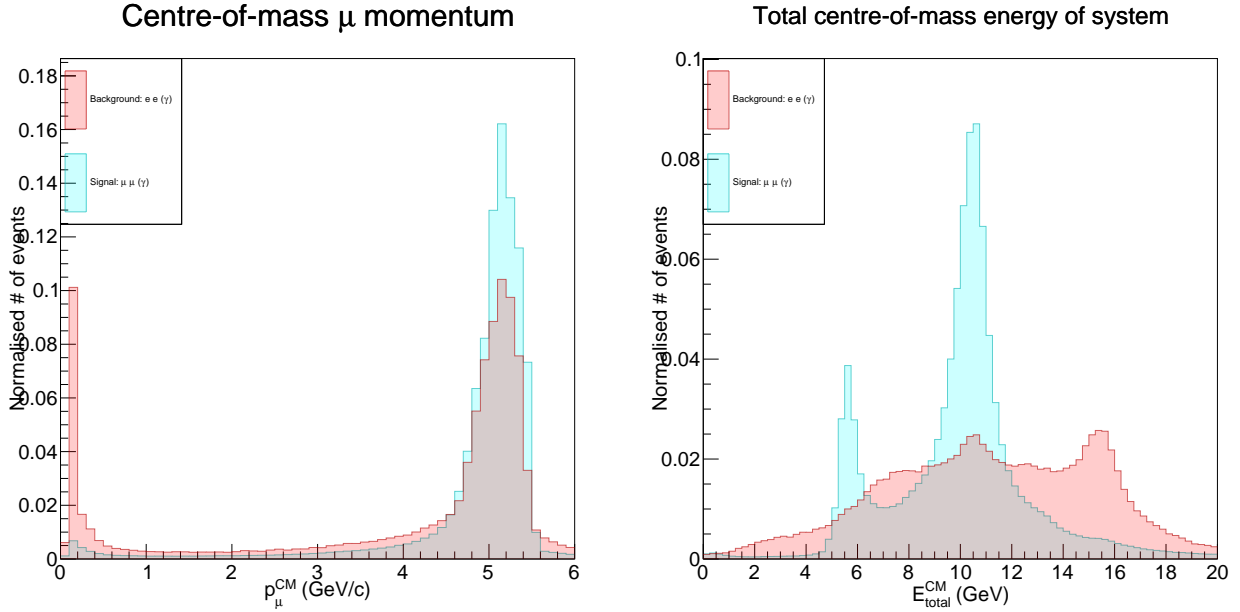 Centre-of-mass μ momentum
Normalised # of events
0.18
0.16
0.14
0.12
0.1
0.08
0.06
0.04
0.02
0
Background: e e (γ)
Signal: μ μ (γ)
0 1 2 3 4 5 6
p_μ^CM (GeV/c)
Total centre-of-mass energy of system
Normalised # of events
0.1
0.08
0.06
0.04
0.02
0
Background: e e (γ)
Signal: μ μ (γ)
0 2 4 6 8 10 12 14 16 18 20
E_total^CM (GeV)